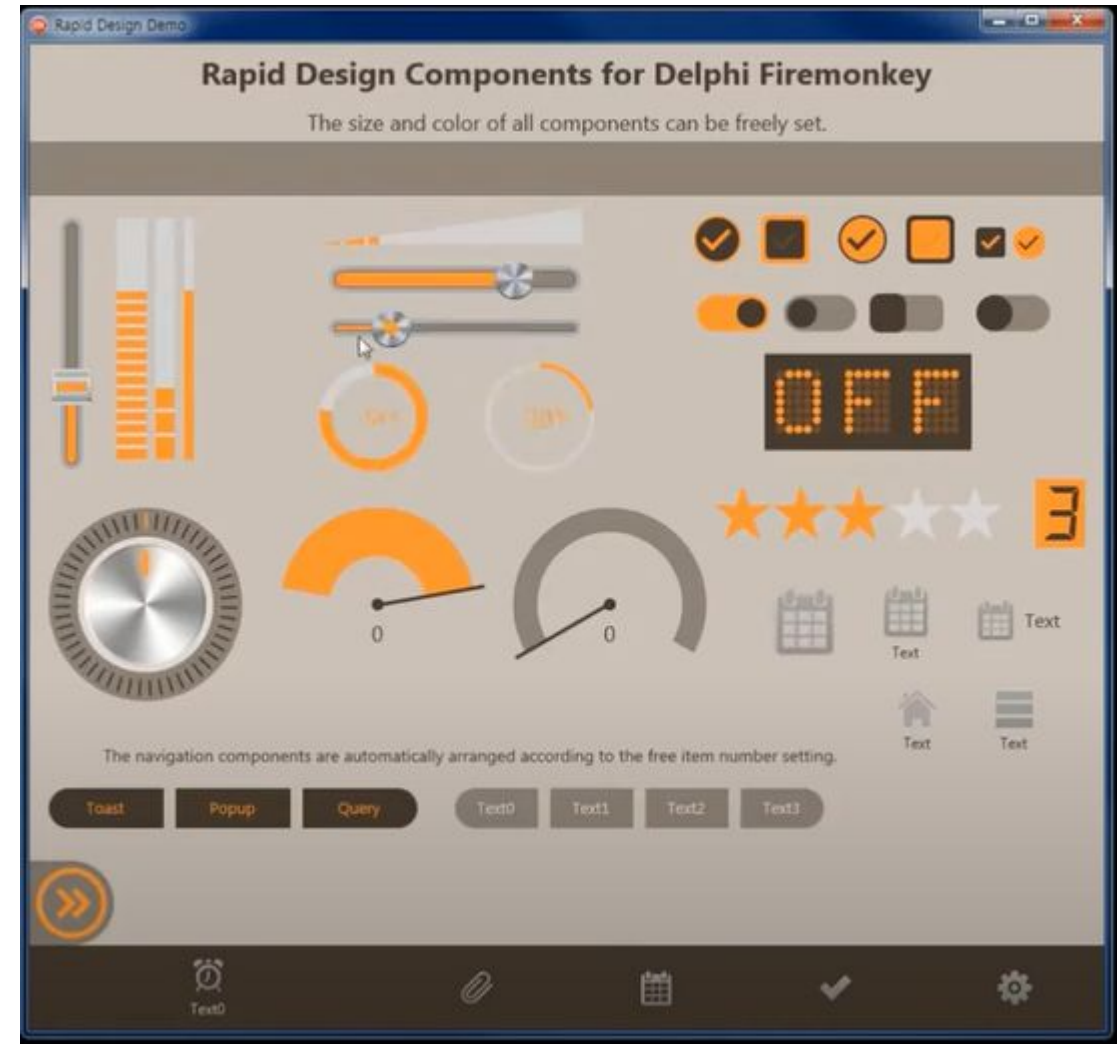 Rapid Design Demo
Rapid Design Components for Delphi Firemonkey
The size and color of all components can be freely set.
OFF
3
0
0
Text
Text
Text
Text
The navigation components are automatically arranged according to the free item number setting.
Toast
Popup
Query
Text0
Text1
Text2
Text3
Text0